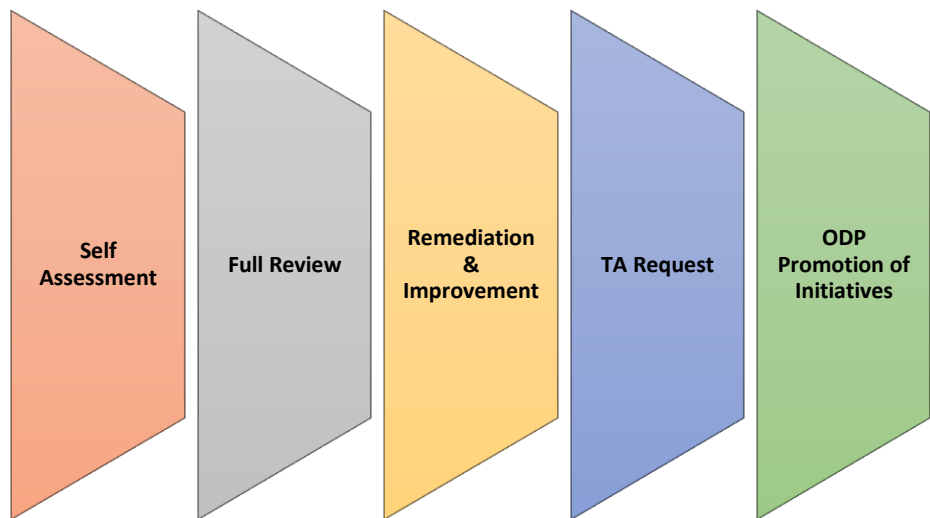 Self
Assessment
Full Review
Remediation
&
Improvement
TA Request
ODP
Promotion of
Initiatives